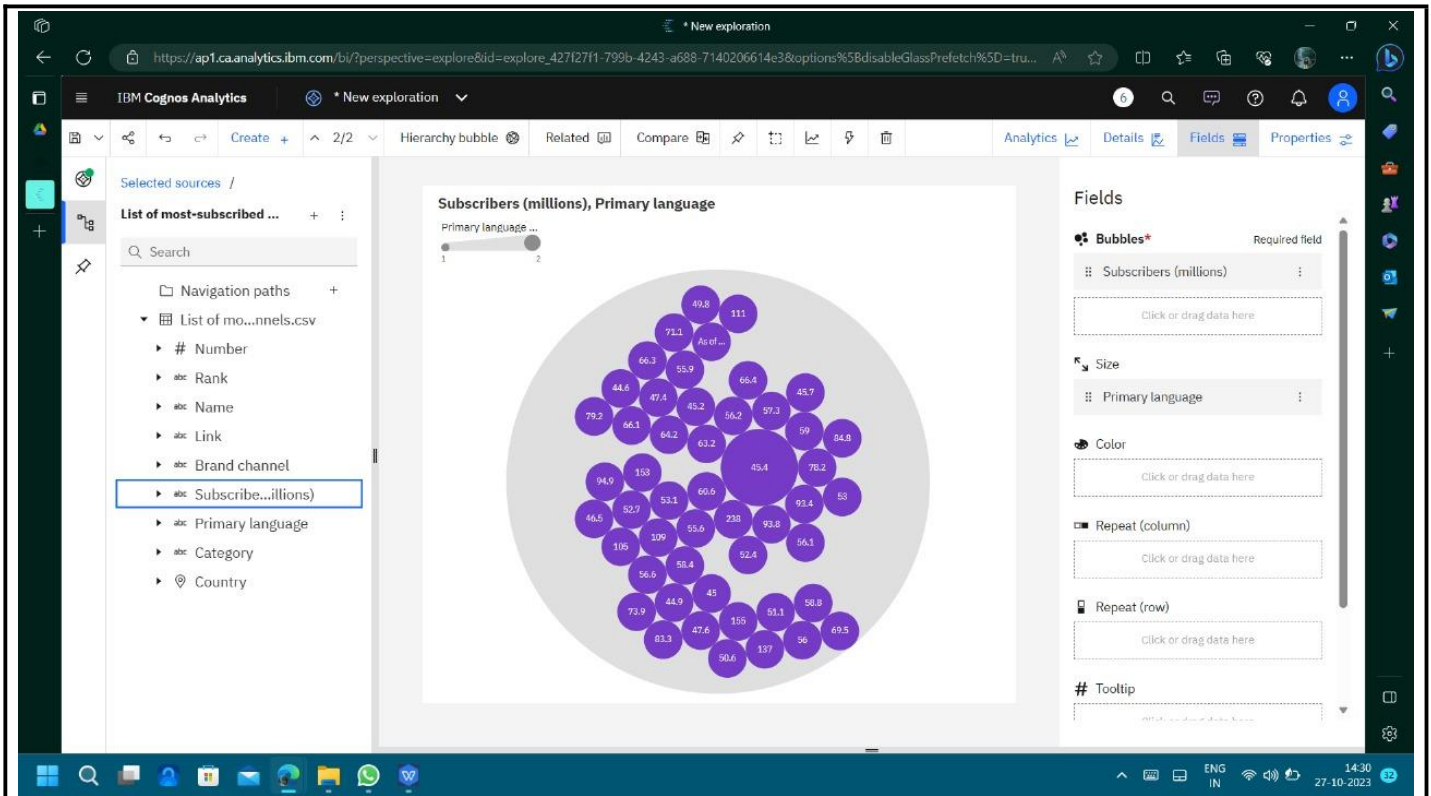 * New exploration
https://ap1.ca.analytics.ibm.com/bi/?perspective=explore&id=explore_427f27f1-799b-4243-a688-7140206614e3&options%5BdisableGlassPrefetch%5D=tru...
IBM Cognos Analytics
* New exploration
6
Create +
2/2
Hierarchy bubble
Related
Compare
Analytics
Details
Fields
Properties
Selected sources /
List of most-subscribed ...
Search
Navigation paths
List of mo...nnels.csv
# Number
abc Rank
abc Name
abc Link
abc Brand channel
abc Subscribe...illions)
abc Primary language
abc Category
Country
Subscribers (millions), Primary language
Primary language ...
1 2
49.8
111
71.1
As of ...
66.3
55.9
66.4
44.6
45.7
47.4
45.2
56.2
57.3
79.2
66.1
64.2
63.2
59
84.8
45.4
78.2
153
94.9
60.6
53.1
93.4
53
52.7
46.5
238
93.8
55.6
109
105
56.1
52.4
58.4
56.6
45
44.9
58.8
73.9
51.1
155
47.6
69.5
83.3
56
137
50.6
Fields
Bubbles* Required field
Subscribers (millions)
Click or drag data here
Size
Primary language
Color
Click or drag data here
Repeat (column)
Click or drag data here
Repeat (row)
Click or drag data here
# Tooltip
ENG
IN
14:30
27-10-2023
32